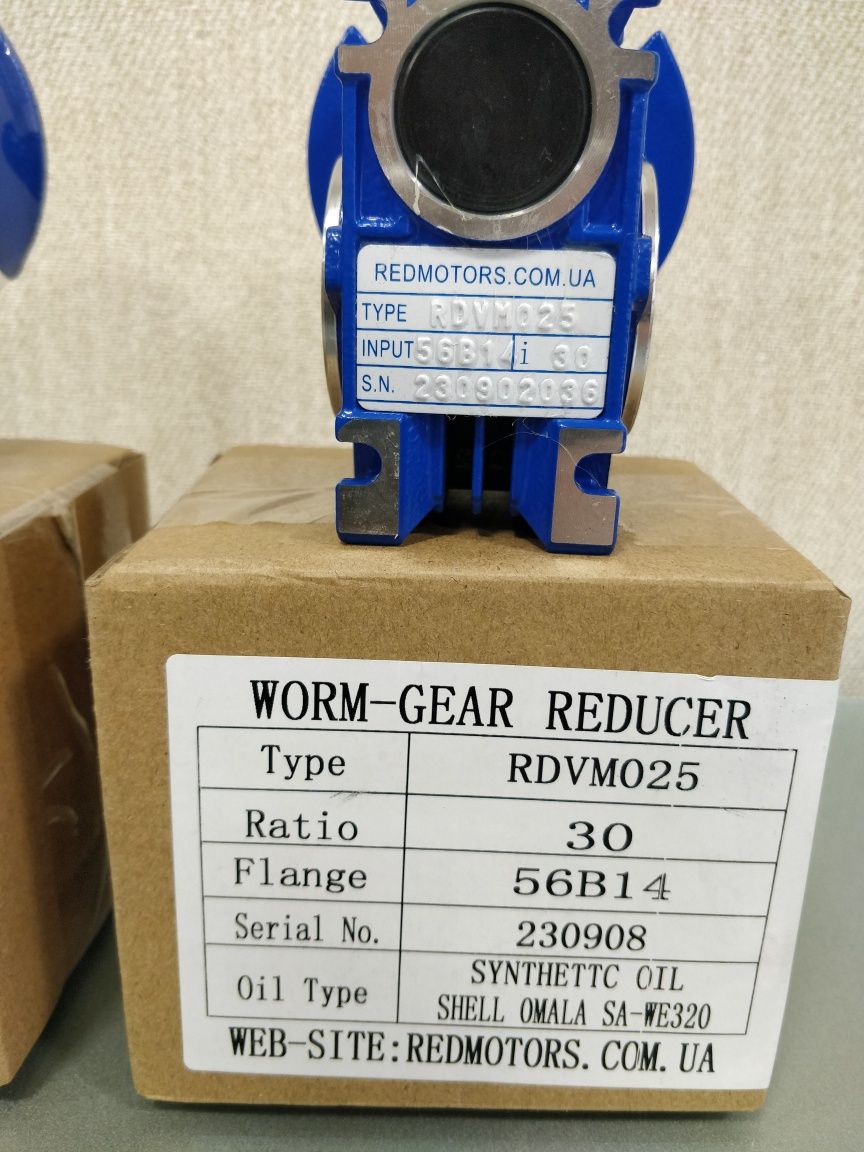 REDMOTORS.COM.UA
TYPE RDVM025
INPUT 56B14 i 30
S.N. 230902036
WORM-GEAR REDUCER
Type RDVM025
Ratio 30
Flange 56B14
Serial No. 230908
Oil Type SYNTHETTC OIL
SHELL OMALA SA-WE320
WEB-SITE:REDMOTORS.COM.UA